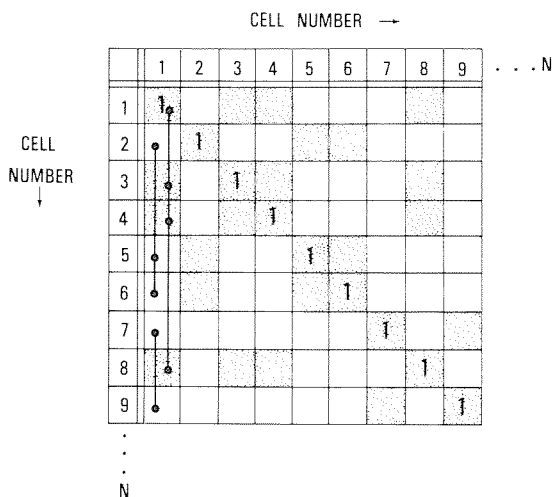 CELL NUMBER →
1 2 3 4 5 6 7 8 9 . . . N
1 1
CELL
NUMBER
↓
2 1
3 1
4 1
5 1
6 1
7 1
8 1
9 1
.
.
.
N